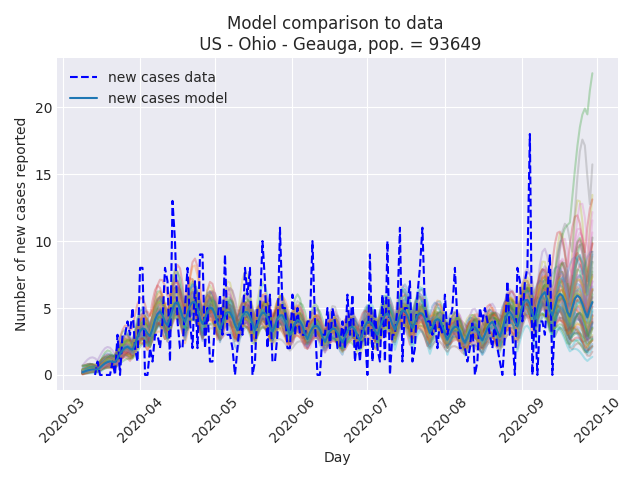 Model comparison to data
US - Ohio - Geauga, pop. = 93649
new cases data
new cases model
Number of new cases reported
20
15
10
5
0
2020-03
2020-04
2020-05
2020-06
2020-07
2020-08
2020-09
2020-10
Day